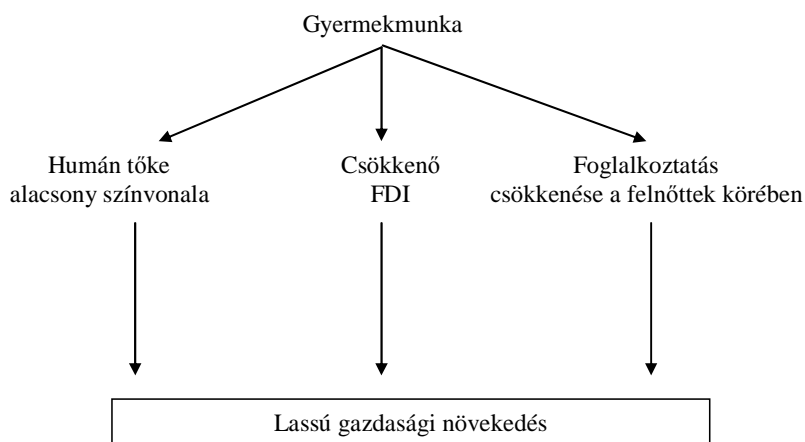 Gyermekmunka
Humán tőke
alacsony színvonala
Csökkenő
FDI
Foglalkoztatás
csökkenése a felnőttek körében
Lassú gazdasági növekedés